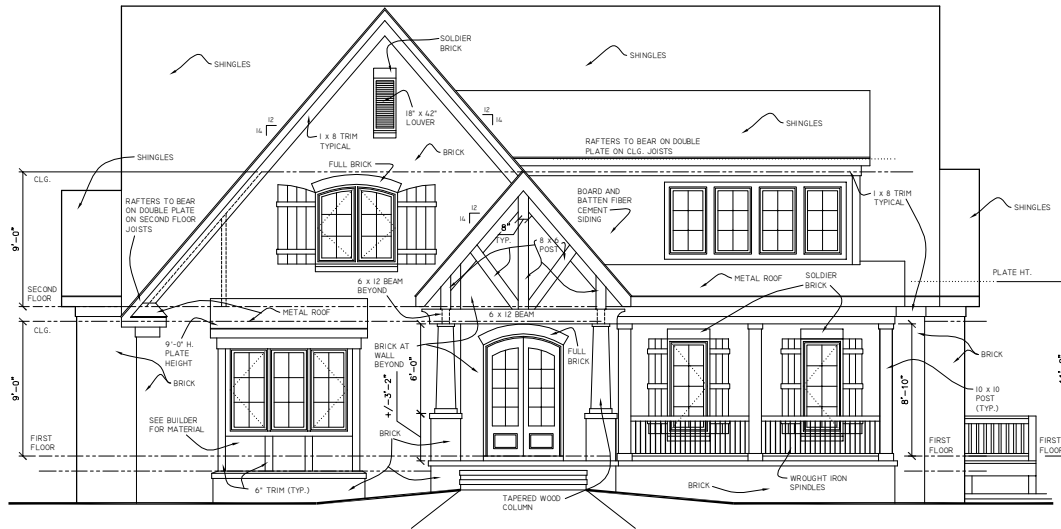 SOLDIER
BRICK
SHINGLES
SHINGLES
18" x 42"
LOUVER
12
14
12
14
1 x 8 TRIM
TYPICAL
SHINGLES
RAFTERS TO BEAR ON DOUBLE
PLATE ON CLG. JOISTS
BRICK
FULL BRICK
SHINGLES
CLG.
9'-0"
RAFTERS TO BEAR
ON DOUBLE PLATE
ON SECOND FLOOR
JOISTS
BOARD AND
BATTEN FIBER
CEMENT
SIDING
1 x 8 TRIM
TYPICAL
SHINGLES
12
14
8"
TYP.
8 x 6
POST
PLATE HT.
SECOND
FLOOR
6 x 12 BEAM
BEYOND
METAL ROOF
SOLDIER
BRICK
METAL ROOF
6 x 12 BEAM
CLG.
9'-0"
9'-0" H.
PLATE
HEIGHT
BRICK
BRICK AT
WALL
BEYOND
6'-0"
+/-3'-2"
FULL
BRICK
8'-10"
BRICK
10 x 10
POST
(TYP.)
SEE BUILDER
FOR MATERIAL
BRICK
FIRST
FLOOR
FIRST
FLOOR
FIRST
FLOOR
6" TRIM (TYP.)
TAPERED WOOD
COLUMN
WROUGHT IRON
SPINDLES
BRICK